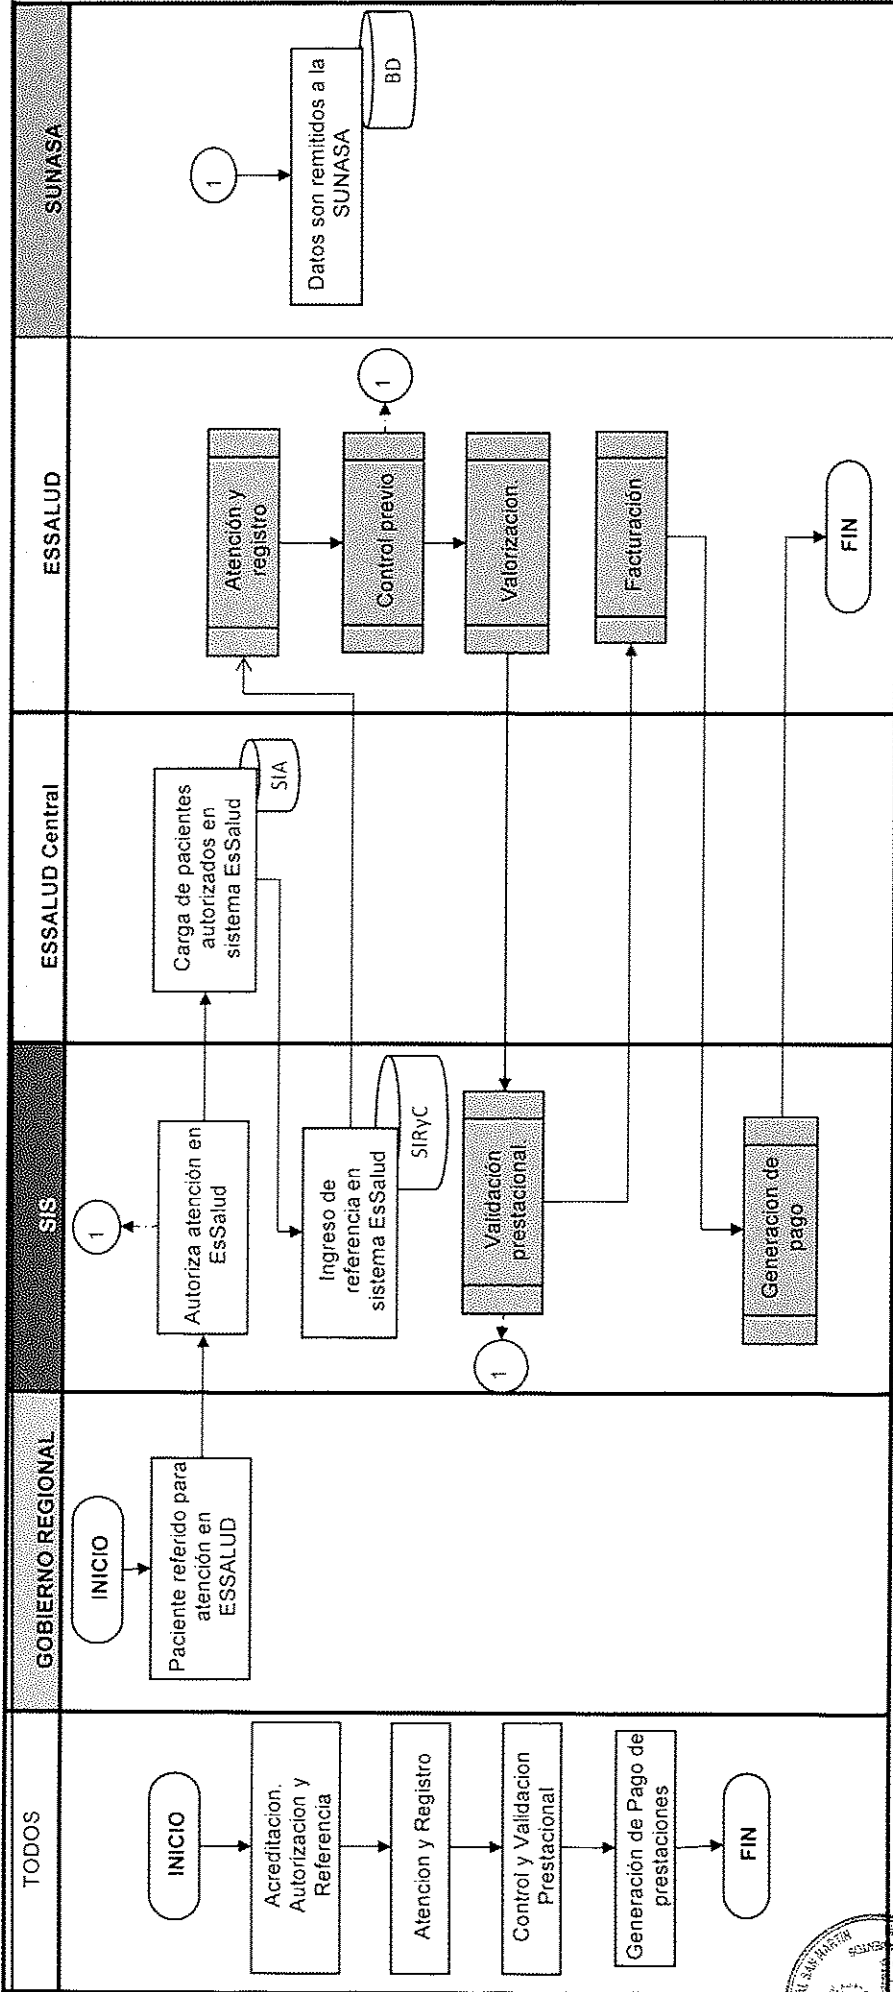 TODOS
INICIO
Acreditacion,
Autorizacion y
Referencia
Atencion y Registro
Control y Validacion
Prestacional
Generación de Pago de
prestaciones
FIN
GOBIERNO REGIONAL
INICIO
Paciente referido para
atención en
ESSALUD
SIS
1
Autoriza atención en
EsSalud
Ingreso de
referencia en
sistema EsSalud
SIRyC
Validación
prestacional.
1
Generacion de
pago
ESSALUD Central
Carga de pacientes
autorizados en
sistema EsSalud
SIA
ESSALUD
Atención y
registro
Control previo
1
Valorizacion.
Facturación
FIN
SUNASA
1
Datos son remitidos a la
SUNASA
BD
SAN MARTIN